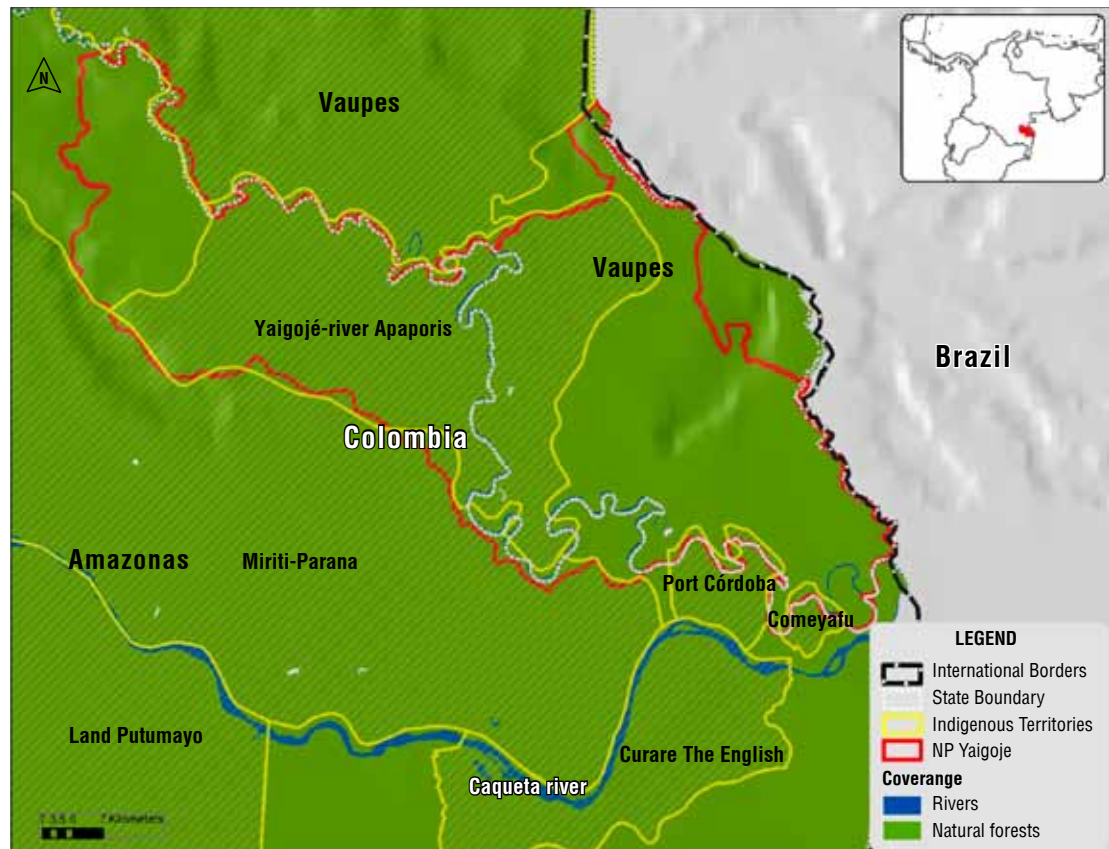 N
Vaupes
Vaupes
Yaigojé-river Apaporis
Brazil
Colombia
Amazonas
Miriti-Parana
Port Córdoba
Comeyafu
Land Putumayo
Curare The English
Caqueta river
LEGEND
International Borders
State Boundary
Indigenous Territories
NP Yaigoje
Coverange
Rivers
Natural forests